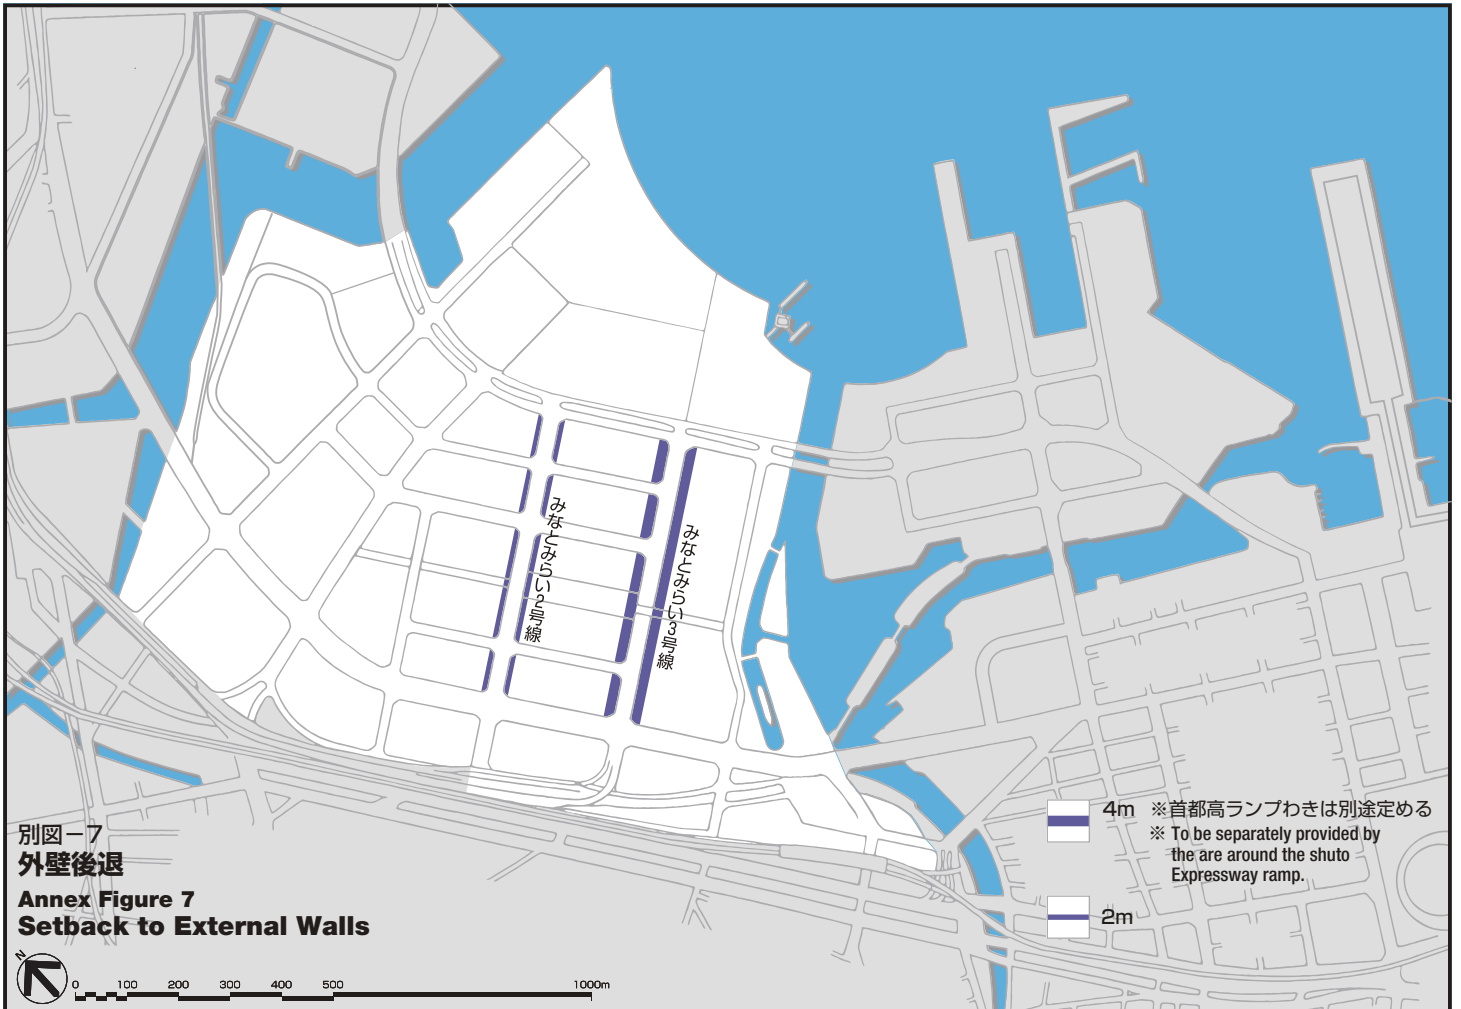 みなとみらい2号線
みなとみらい3号線
4m ※首都高ランプわきは別途定める
※ To be separately provided by
the are around the shuto
Expressway ramp.
2m
別図－7
外壁後退
Annex Figure 7
Setback to External Walls
N
0 100 200 300 400 500 1000m